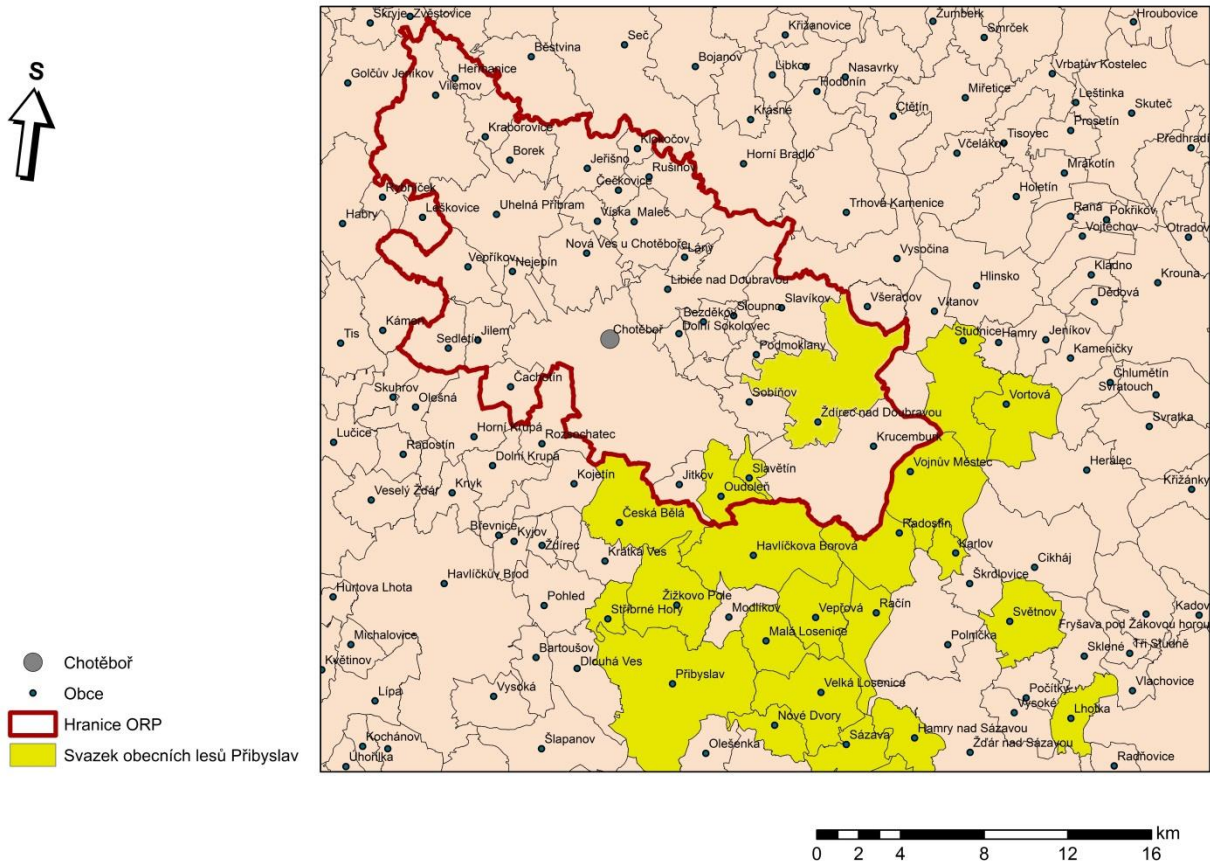 S
Skryje
Zvěstovice
Běstvina
Seč
Bojanov
Křižanovice
Libkov
Nasavrky
Hodonín
Žumberk
Smrček
Hroubovice
Vrbatův Kostelec
Golčův Jeníkov
Heřmanice
Vilémov
Krásné
Ctětín
Miřetice
Leštinka
Skuteč
Prosetín
Kraborovice
Borek
Klokočov
Jeřišno
Rušinov
Čečkovice
Horní Bradlo
Včelákov
Tisovec
Mrákotín
Předhradí
Rybníček
Leškovice
Habry
Uhelná Příbram
Víska
Maleč
Trhová Kamenice
Holetín
Raná
Pokřikov
Vojtěchov
Otradov
Nová Ves u Chotěboře
Lány
Vepříkov
Nejepín
Vysočina
Kladno
Krouna
Dědová
Hlinsko
Libice nad Doubravou
Sloupno
Slavíkov
Všeradov
Vítanov
Bezděkov
Dolní Sokolovec
Chotěboř
Kámen
Tis
Sedletín
Jilem
Podmoklany
Studnice
Hamry
Jeníkov
Kameničky
Chlumětín
Svratouch
Čachotín
Skuhrov
Olešná
Sobíňov
Vortová
Svratka
Ždírec nad Doubravou
Lučice
Radostín
Horní Krupá
Rozsochatec
Krucemburk
Dolní Krupá
Kojetín
Jitkov
Slavětín
Oudoleň
Vojnův Městec
Herálec
Křižánky
Veselý Žďár
Knyk
Česká Bělá
Břevnice
Kyjov
Ždírec
Krátká Ves
Havlíčkova Borová
Radostín
Karlov
Cikháj
Škrdlovice
Hurtova Lhota
Havlíčkův Brod
Pohled
Stříbrné Hory
Žižkovo Pole
Modlíkov
Vepřová
Račín
Světnov
Kadov
Fryšava pod Žákovou horou
Michalovice
Malá Losenice
Polnička
Sklené
Tři Studně
Květinov
Bartoušov
Dlouhá Ves
Přibyslav
Velká Losenice
Počítky
Vysoké
Vlachovice
Lhotka
Lípa
Vysoká
Nové Dvory
Hamry nad Sázavou
Kochánov
Úhořilka
Šlapanov
Olešenka
Sázava
Žďár nad Sázavou
Radňovice
Chotěboř
Obce
Hranice ORP
Svazek obecních lesů Přibyslav
km
0 2 4 8 12 16